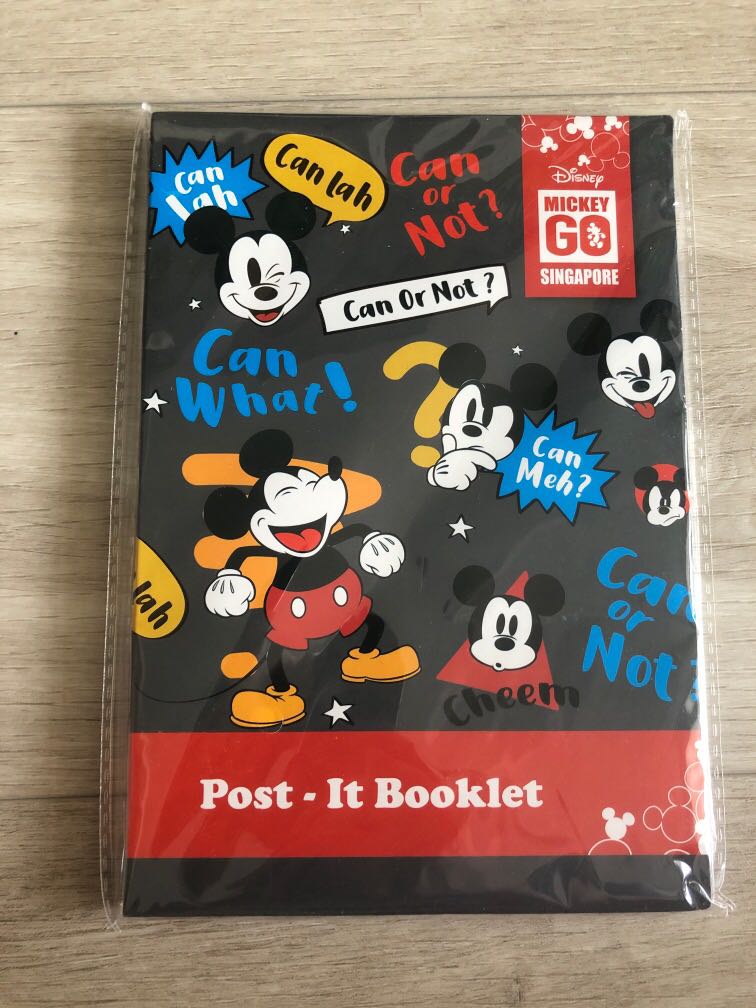 Can
Lah
Can Lah
Can
or
Not?
Disney
MICKEY
GO
SINGAPORE
Can Or Not?
Can
What!
?
Can
Meh?
lah
Can
or
Not?
Cheem
Post - It Booklet